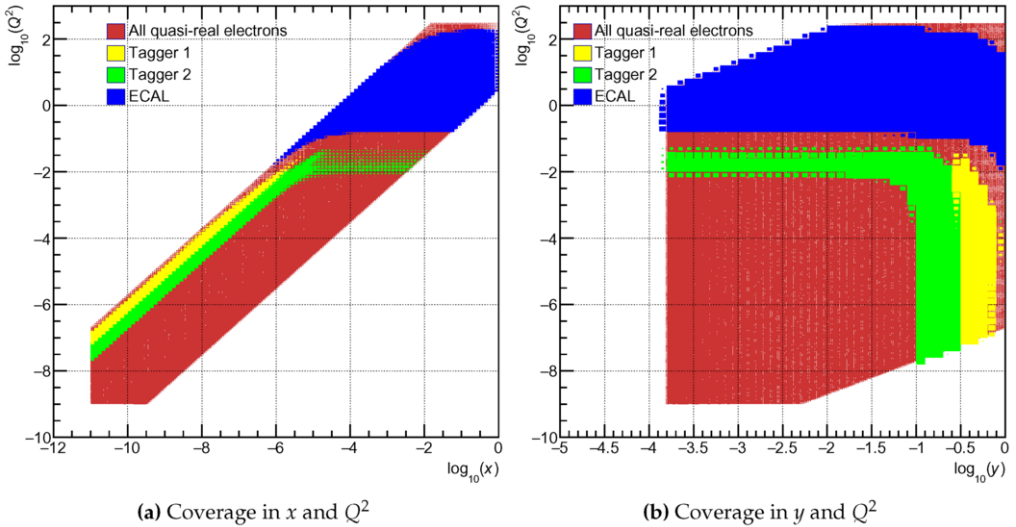 log₁₀(Q²)
2
0
−2
−4
−6
−8
−10
−12 −10 −8 −6 −4 −2 0
log₁₀(x)
All quasi-real electrons
Tagger 1
Tagger 2
ECAL
(a) Coverage in x and Q²
log₁₀(Q²)
2
0
−2
−4
−6
−8
−10
−5 −4.5 −4 −3.5 −3 −2.5 −2 −1.5 −1 −0.5 0
log₁₀(y)
All quasi-real electrons
Tagger 1
Tagger 2
ECAL
(b) Coverage in y and Q²